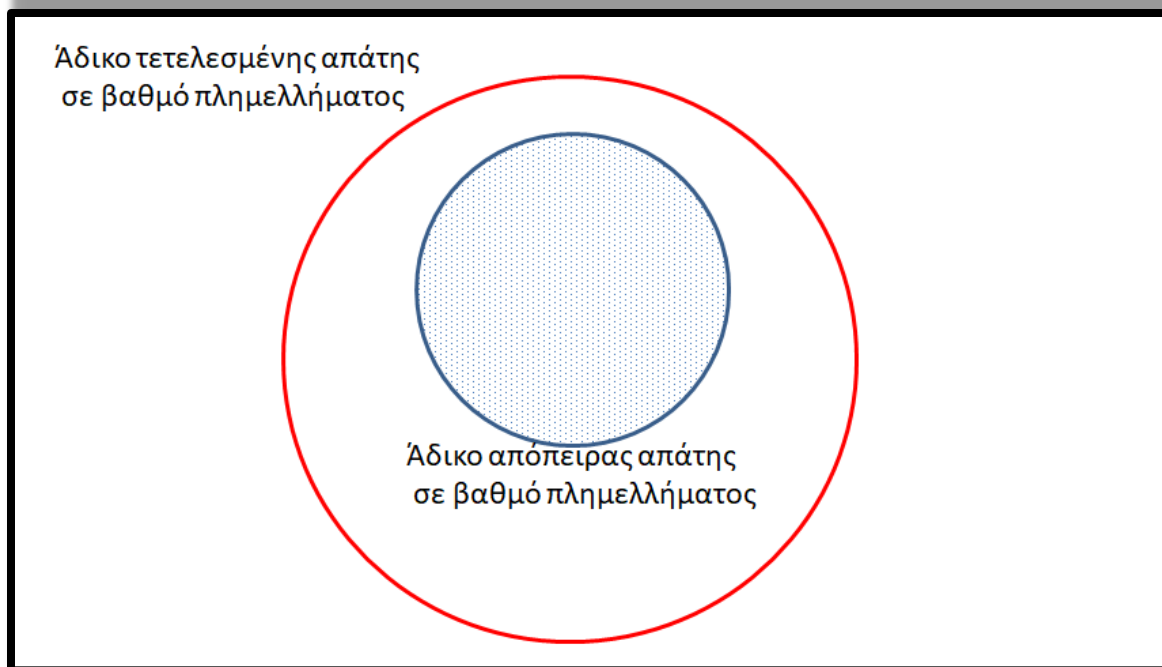 Άδικο τετελεσμένης απάτης
σε βαθμό πλημελλήματος
Άδικο απόπειρας απάτης
σε βαθμό πλημελλήματος